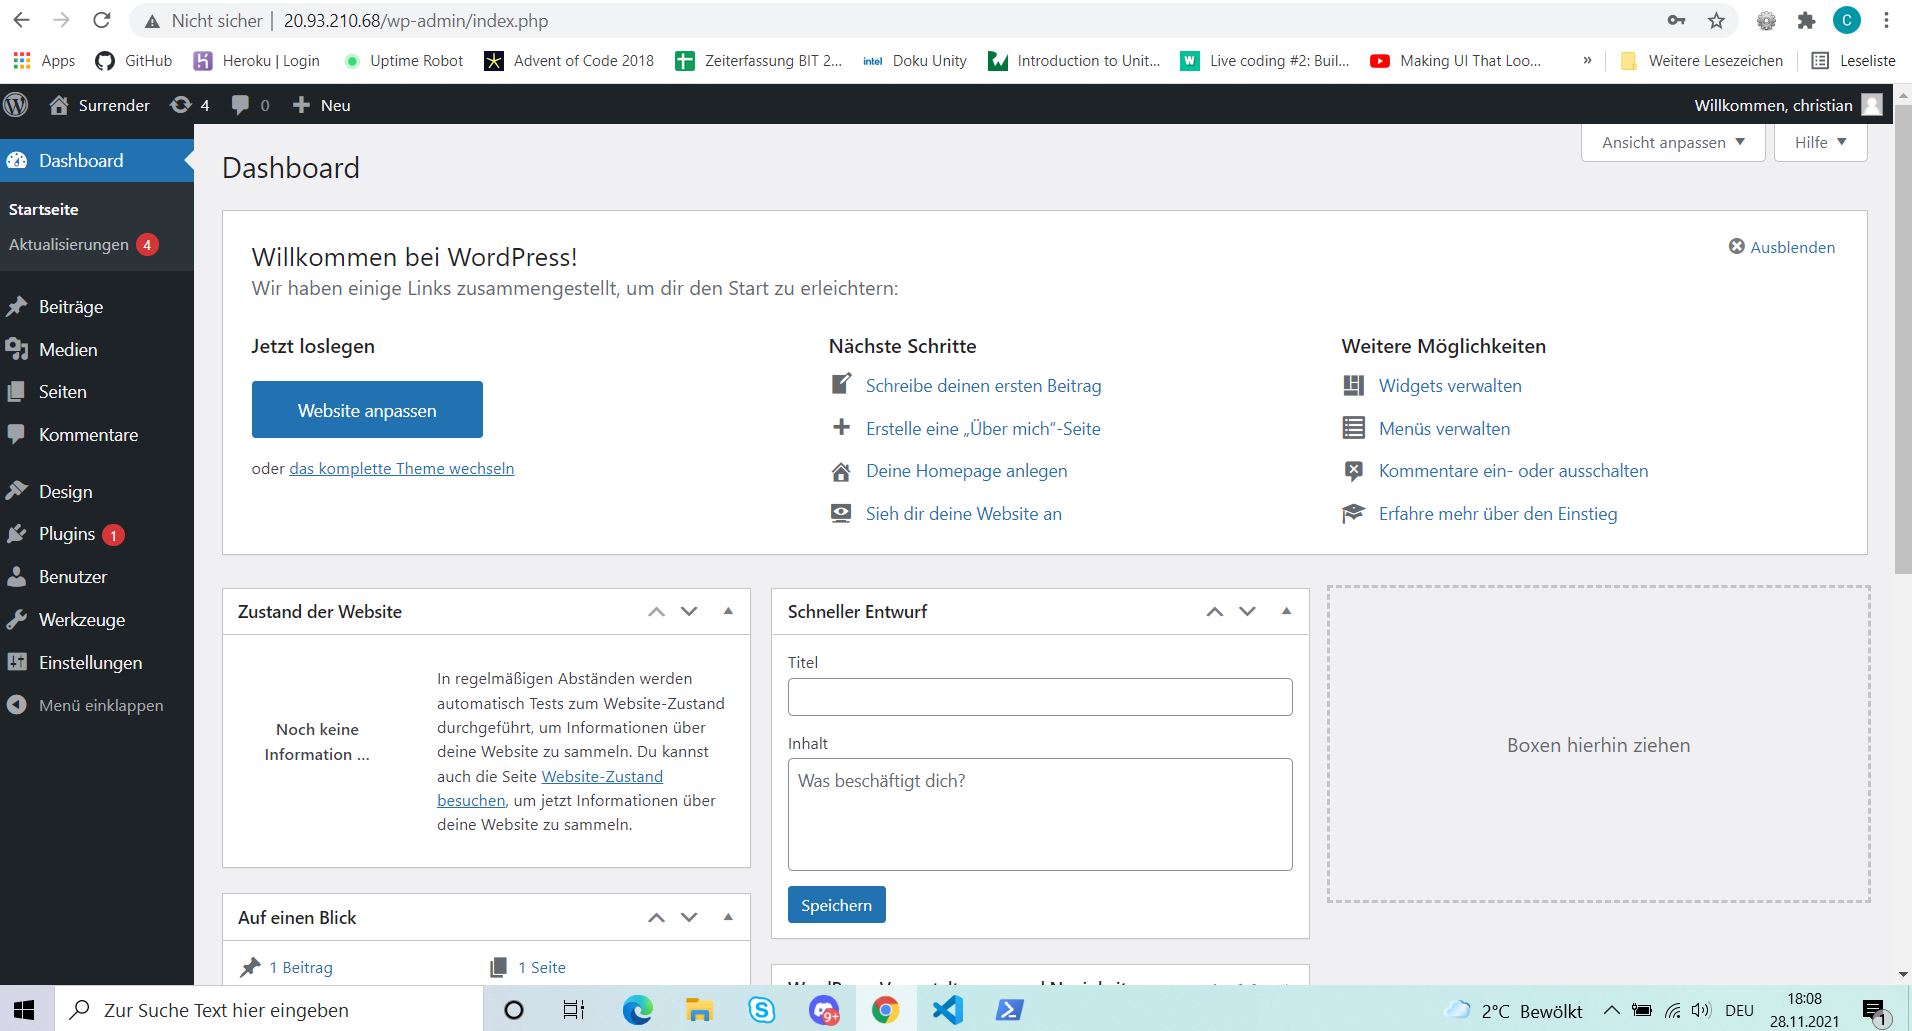 Nicht sicher | 20.93.210.68/wp-admin/index.php
C
Apps GitHub Heroku | Login Uptime Robot Advent of Code 2018 Zeiterfassung BIT 2... intel Doku Unity Introduction to Unit... W Live coding #2: Buil... Making UI That Loo... » Weitere Lesezeichen Leseliste
Surrender 4 0 Neu Willkommen, christian
Ansicht anpassen Hilfe
Dashboard
Startseite
Aktualisierungen 4
Beiträge
Medien
Seiten
Kommentare
Design
Plugins 1
Benutzer
Werkzeuge
Einstellungen
Menü einklappen
Dashboard
Willkommen bei WordPress!
Ausblenden
Wir haben einige Links zusammengestellt, um dir den Start zu erleichtern:
Jetzt loslegen
Website anpassen
oder das komplette Theme wechseln
Nächste Schritte
Schreibe deinen ersten Beitrag
Erstelle eine „Über mich“-Seite
Deine Homepage anlegen
Sieh dir deine Website an
Weitere Möglichkeiten
Widgets verwalten
Menüs verwalten
Kommentare ein- oder ausschalten
Erfahre mehr über den Einstieg
Zustand der Website
Noch keine
Information ...
In regelmäßigen Abständen werden
automatisch Tests zum Website-Zustand
durchgeführt, um Informationen über
deine Website zu sammeln. Du kannst
auch die Seite Website-Zustand
besuchen, um jetzt Informationen über
deine Website zu sammeln.
Auf einen Blick
1 Beitrag 1 Seite
Schneller Entwurf
Titel
Inhalt
Was beschäftigt dich?
Speichern
Boxen hierhin ziehen
Zur Suche Text hier eingeben
9+
2°C Bewölkt DEU
18:08
28.11.2021
1